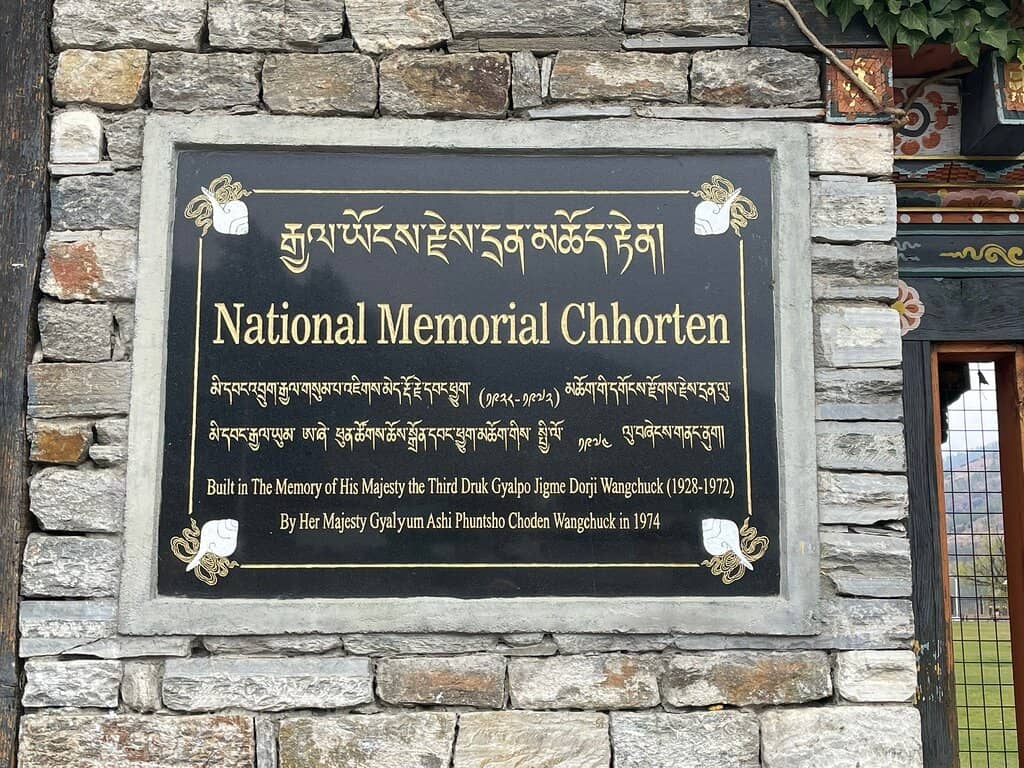 རྒྱལ་ཡོངས་རྗེས་དྲན་མཆོད་རྟེན།
National Memorial Chhorten
མི་དབང་འབྲུག་རྒྱལ་གསུམ་པ་འཇིགས་མེད་རྡོ་རྗེ་དབང་ཕྱུག་ (༡༩༢༨-༡༩༧༢) མཆོག་གི་དགོངས་རྫོགས་རྗེས་དྲན་ལུ་
མི་དབང་རྒྱལ་ཡུམ་ ཨ་ཞེ་ ཕུན་ཚོགས་ཆོས་སྒྲོན་དབང་ཕྱུག་མཆོག་གིས་ སྤྱི་ལོ་ ༡༩༧༤ ལུ་བཞེངས་གནང་ནུག།
Built in The Memory of His Majesty the Third Druk Gyalpo Jigme Dorji Wangchuck (1928-1972)
By Her Majesty Gyalyum Ashi Phuntsho Choden Wangchuck in 1974